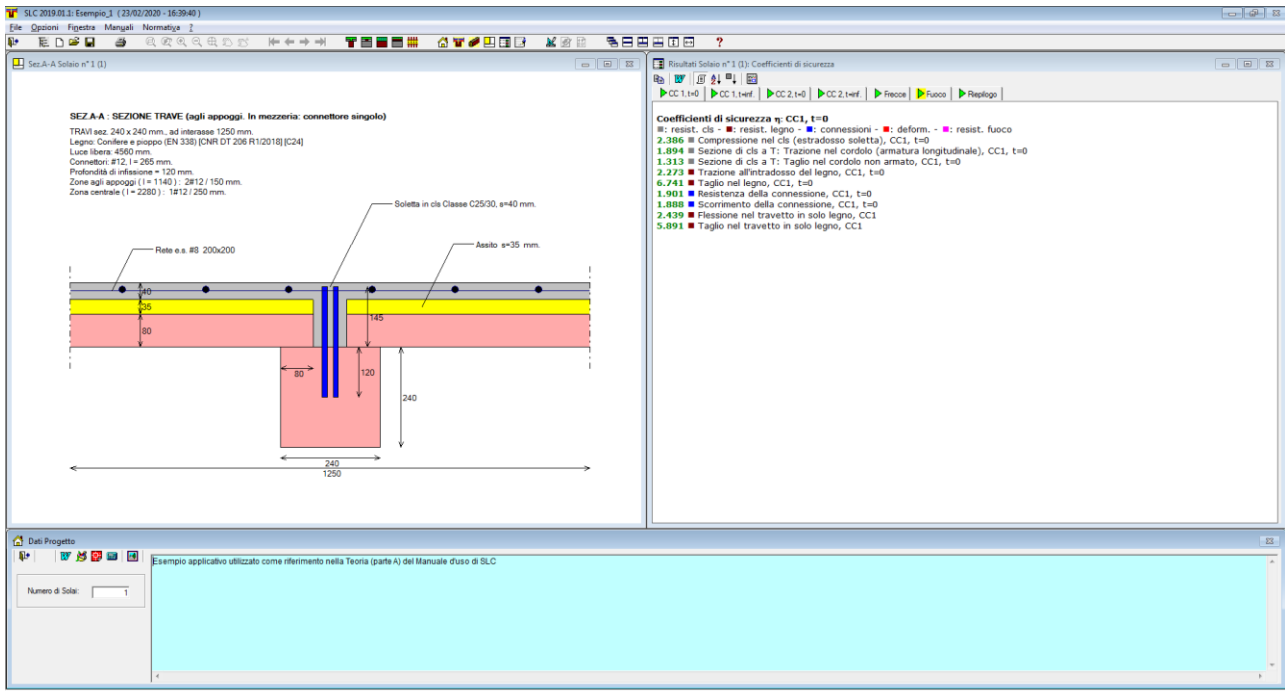 SLC 2019.01.1: Esempio_1 ( 23/02/2020 - 16:39:40 )
File Opzioni Finestra Manuali Normativa ?
Sez.A-A Solaio n° 1 (1)
SEZ.A-A : SEZIONE TRAVE (agli appoggi. In mezzeria: connettore singolo)
TRAVI sez. 240 x 240 mm., ad interasse 1250 mm.
Legno: Conifere e pioppo (EN 338) [CNR DT 206 R1/2018] [C24]
Luce libera: 4560 mm.
Connettori: #12, l = 265 mm.
Profondità di infissione = 120 mm.
Zone agli appoggi ( l = 1140 ) : 2#12 / 150 mm.
Zona centrale ( l = 2280 ) : 1#12 / 250 mm.
Soletta in cls Classe C25/30, s=40 mm.
Rete e.s. #8 200x200
Assito s=35 mm.
40
35
80
145
80
120
240
240
1250
Risultati Solaio n° 1 (1): Coefficienti di sicurezza
CC 1, t=0
CC 1, t=inf.
CC 2, t=0
CC 2, t=inf.
Frecce
Fuoco
Riepilogo
Coefficienti di sicurezza η: CC1, t=0
■: resist. cls - ■: resist. legno - ■: connessioni - ■: deform. - ■: resist. fuoco
2.386 ■ Compressione nel cls (estradosso soletta), CC1, t=0
1.894 ■ Sezione di cls a T: Trazione nel cordolo (armatura longitudinale), CC1, t=0
1.313 ■ Sezione di cls a T: Taglio nel cordolo non armato, CC1, t=0
2.273 ■ Trazione all'intradosso del legno, CC1, t=0
6.741 ■ Taglio nel legno, CC1, t=0
1.901 ■ Resistenza della connessione, CC1, t=0
1.888 ■ Scorrimento della connessione, CC1, t=0
2.439 ■ Flessione nel travetto in solo legno, CC1
5.891 ■ Taglio nel travetto in solo legno, CC1
Dati Progetto
Numero di Solai: 1
Esempio applicativo utilizzato come riferimento nella Teoria (parte A) del Manuale d'uso di SLC